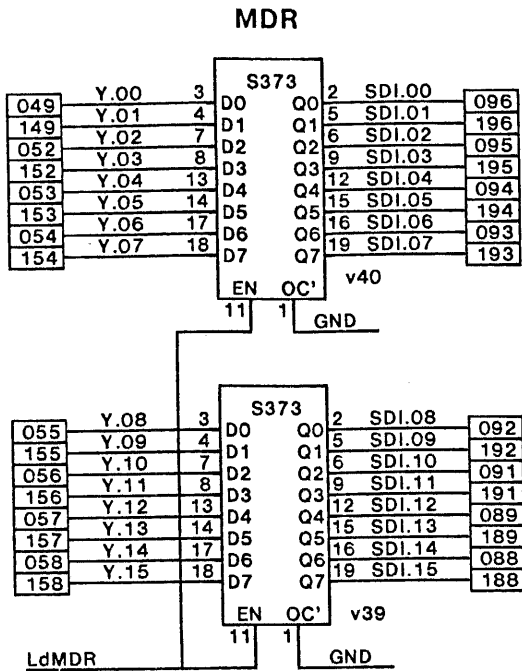 MDR
S373
049 Y.00 3 D0 Q0 2 SDI.00 096
149 Y.01 4 D1 Q1 5 SDI.01 196
052 Y.02 7 D2 Q2 6 SDI.02 095
152 Y.03 8 D3 Q3 9 SDI.03 195
053 Y.04 13 D4 Q4 12 SDI.04 094
153 Y.05 14 D5 Q5 15 SDI.05 194
054 Y.06 17 D6 Q6 16 SDI.06 093
154 Y.07 18 D7 Q7 19 SDI.07 193
v40
EN OC'
11 1 GND
S373
055 Y.08 3 D0 Q0 2 SDI.08 092
155 Y.09 4 D1 Q1 5 SDI.09 192
056 Y.10 7 D2 Q2 6 SDI.10 091
156 Y.11 8 D3 Q3 9 SDI.11 191
057 Y.12 13 D4 Q4 12 SDI.12 089
157 Y.13 14 D5 Q5 15 SDI.13 189
058 Y.14 17 D6 Q6 16 SDI.14 088
158 Y.15 18 D7 Q7 19 SDI.15 188
EN OC' v39
11 1
LdMDR GND